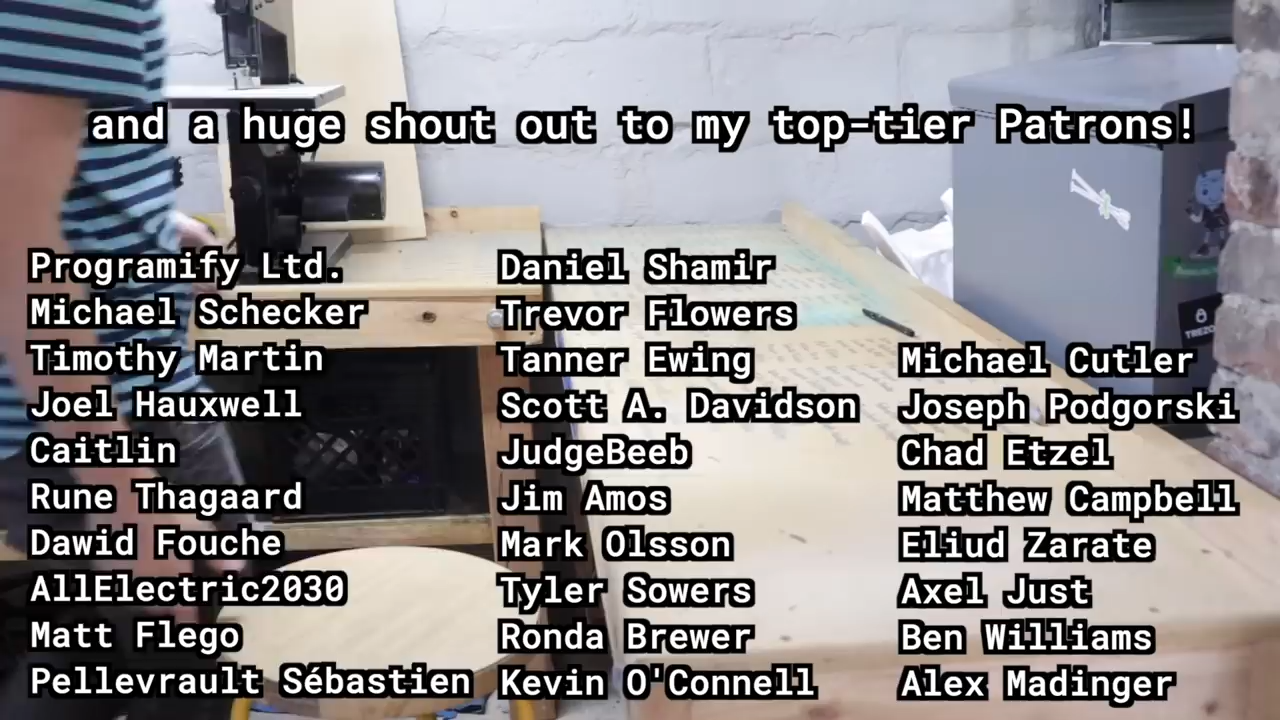 and a huge shout out to my top-tier Patrons!
Programify Ltd.
Michael Schecker
Timothy Martin
Joel Hauxwell
Caitlin
Rune Thagaard
Dawid Fouche
AllElectric2030
Matt Flego
Pellevrault Sébastien
Daniel Shamir
Trevor Flowers
Tanner Ewing
Scott A. Davidson
JudgeBeeb
Jim Amos
Mark Olsson
Tyler Sowers
Ronda Brewer
Kevin O'Connell
Michael Cutler
Joseph Podgorski
Chad Etzel
Matthew Campbell
Eliud Zarate
Axel Just
Ben Williams
Alex Madinger